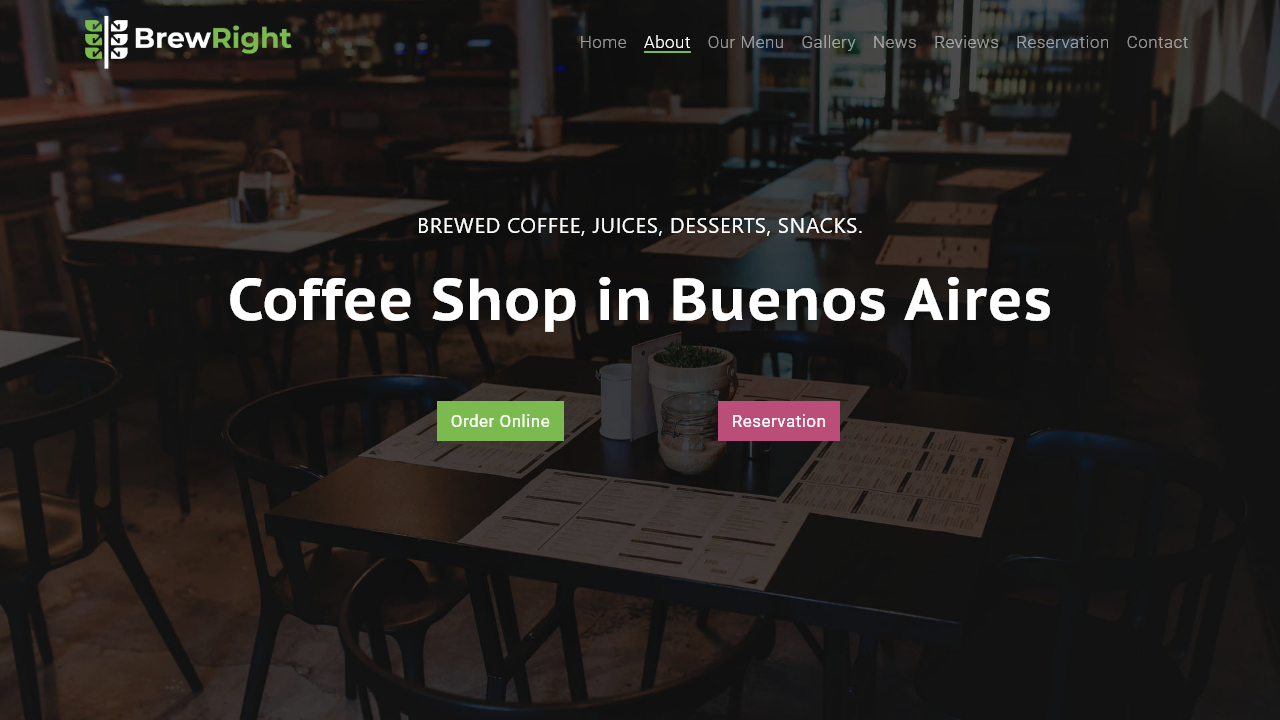 BrewRight
Home About Our Menu Gallery News Reviews Reservation Contact
BREWED COFFEE, JUICES, DESSERTS, SNACKS.
Coffee Shop in Buenos Aires
Order Online
Reservation